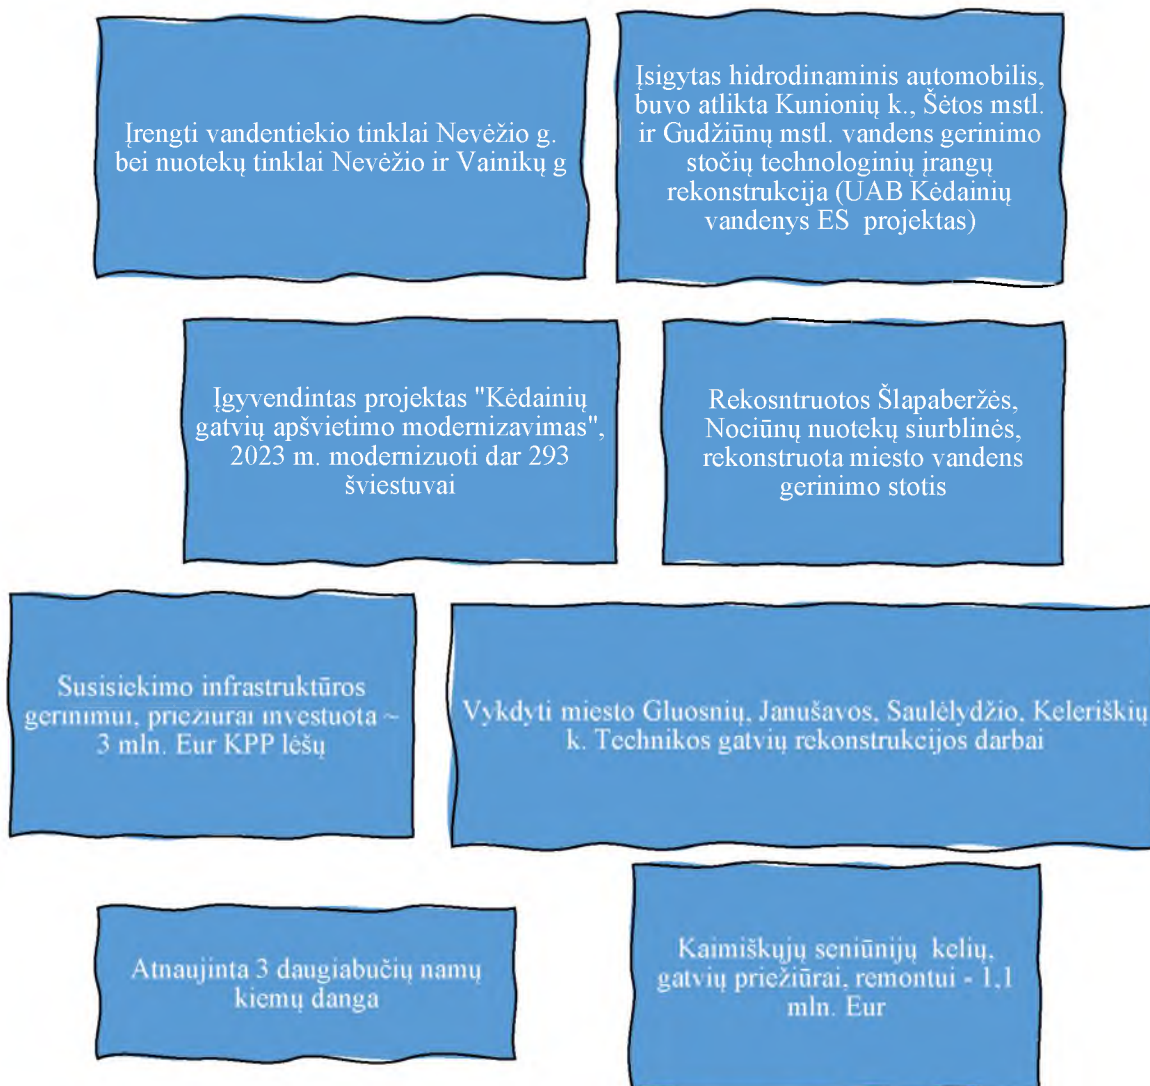 Įrengti vandentiekio tinklai Nevėžio g.
bei nuotekų tinklai Nevėžio ir Vainikų g
Įsigytas hidrodinaminis automobilis,
buvo atlikta Kunionių k., Šėtos mstl.
ir Gudžiūnų mstl. vandens gerinimo
stočių technologinių įrangų
rekonstrukcija (UAB Kėdainių
vandenys ES projektas)
Įgyvendintas projektas "Kėdainių
gatvių apšvietimo modernizavimas",
2023 m. modernizuoti dar 293
šviestuvai
Rekosntruotos Šlapaberžės,
Nociūnų nuotekų siurblinės,
rekonstruota miesto vandens
gerinimo stotis
Susisiekimo infrastruktūros
gerinimui, priežiūrai investuota ~
3 mln. Eur KPP lėšų
Vykdyti miesto Gluosnių, Janušavos, Saulėlydžio, Keleriškių
k. Technikos gatvių rekonstrukcijos darbai
Atnaujinta 3 daugiabučių namų
kiemų danga
Kaimiškųjų seniūnijų kelių,
gatvių priežiūrai, remontui - 1,1
mln. Eur